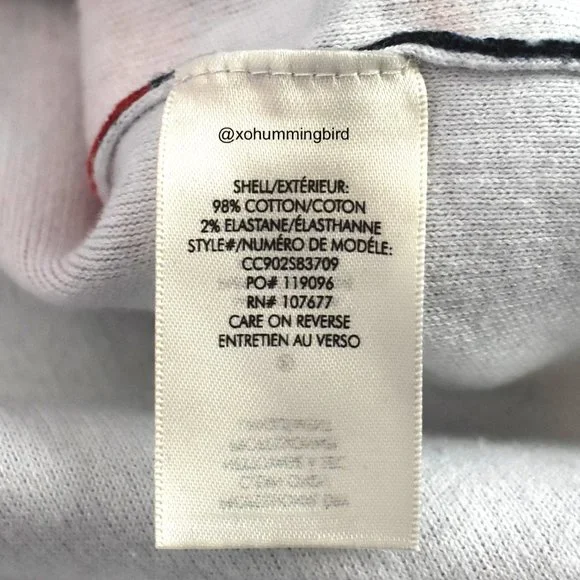 @xohummingbird
SHELL/EXTÉRIEUR:
98% COTTON/COTON
2% ELASTANE/ÉLASTHANNE
STYLE#/NUMÉRO DE MODÉLE:
CC902S83709
PO# 119096
RN# 107677
CARE ON REVERSE
ENTRETIEN AU VERSO